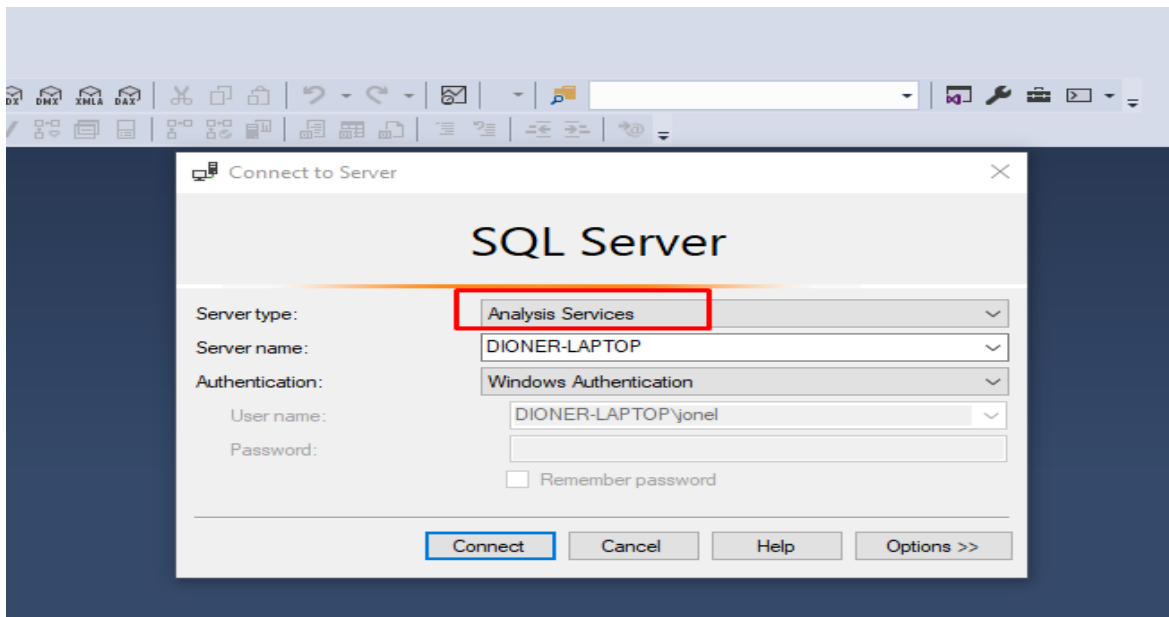 DMX XMLA DAX
Connect to Server
SQL Server
Server type: Analysis Services
Server name: DIONER-LAPTOP
Authentication: Windows Authentication
User name: DIONER-LAPTOP\jonel
Password:
Remember password
Connect Cancel Help Options >>